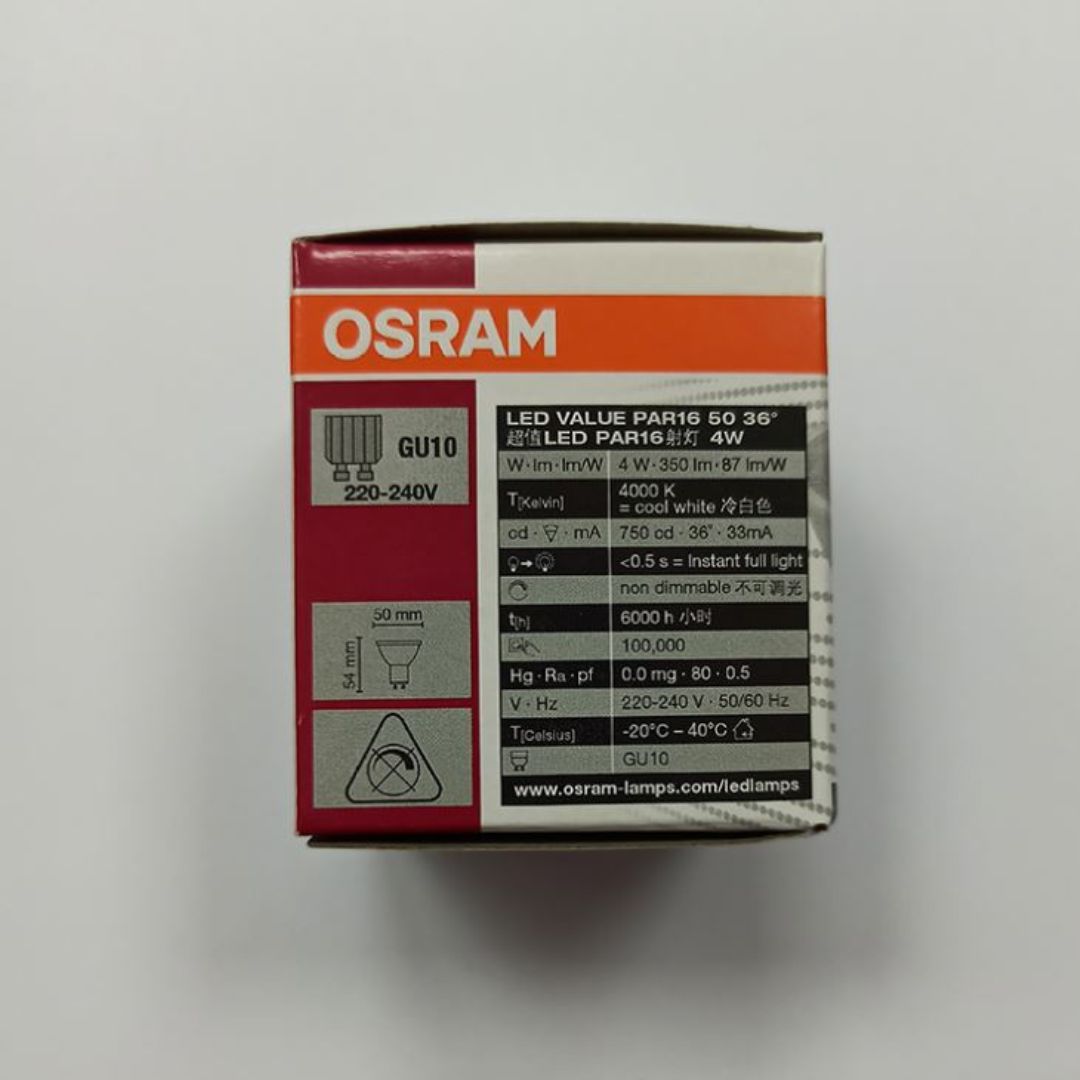 OSRAM
GU10
220-240V
50 mm
54 mm
LED VALUE PAR16 50 36°
超值LED PAR16射灯 4W
W·lm·lm/W 4 W·350 lm·87 lm/W
T[Kelvin] 4000 K
= cool white 冷白色
cd · · mA 750 cd · 36° · 33mA
<0.5 s = Instant full light
non dimmable 不可调光
t[h] 6000 h 小时
100,000
Hg·Ra·pf 0.0 mg · 80 · 0.5
V · Hz 220-240 V · 50/60 Hz
T[Celsius] -20°C – 40°C
GU10
www.osram-lamps.com/ledlamps